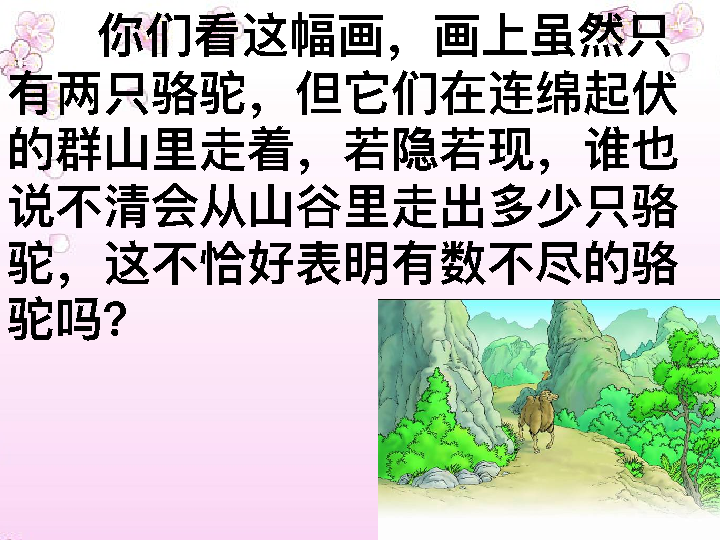 你们看这幅画，画上虽然只
有两只骆驼，但它们在连绵起伏
的群山里走着，若隐若现，谁也
说不清会从山谷里走出多少只骆
驼，这不恰好表明有数不尽的骆
驼吗？